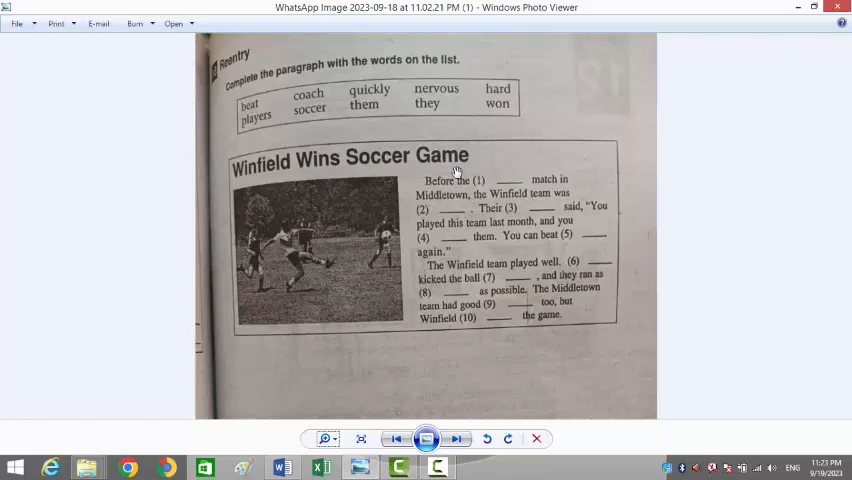 WhatsApp Image 2023-09-18 at 11.02.21 PM (1) - Windows Photo Viewer
File Print E-mail Burn Open
Reentry
Complete the paragraph with the words on the list.
beat coach quickly nervous hard
players soccer them they won
Winfield Wins Soccer Game
Before the (1) ____ match in
Middletown, the Winfield team was
(2) ____ . Their (3) ____ said, "You
played this team last month, and you
(4) ____ them. You can beat (5) ____
again."
The Winfield team played well. (6) ____
kicked the ball (7) ____ , and they ran as
(8) ____ as possible. The Middletown
team had good (9) ____ too, but
Winfield (10) ____ the game.
ENG
11:23 PM
9/19/2023